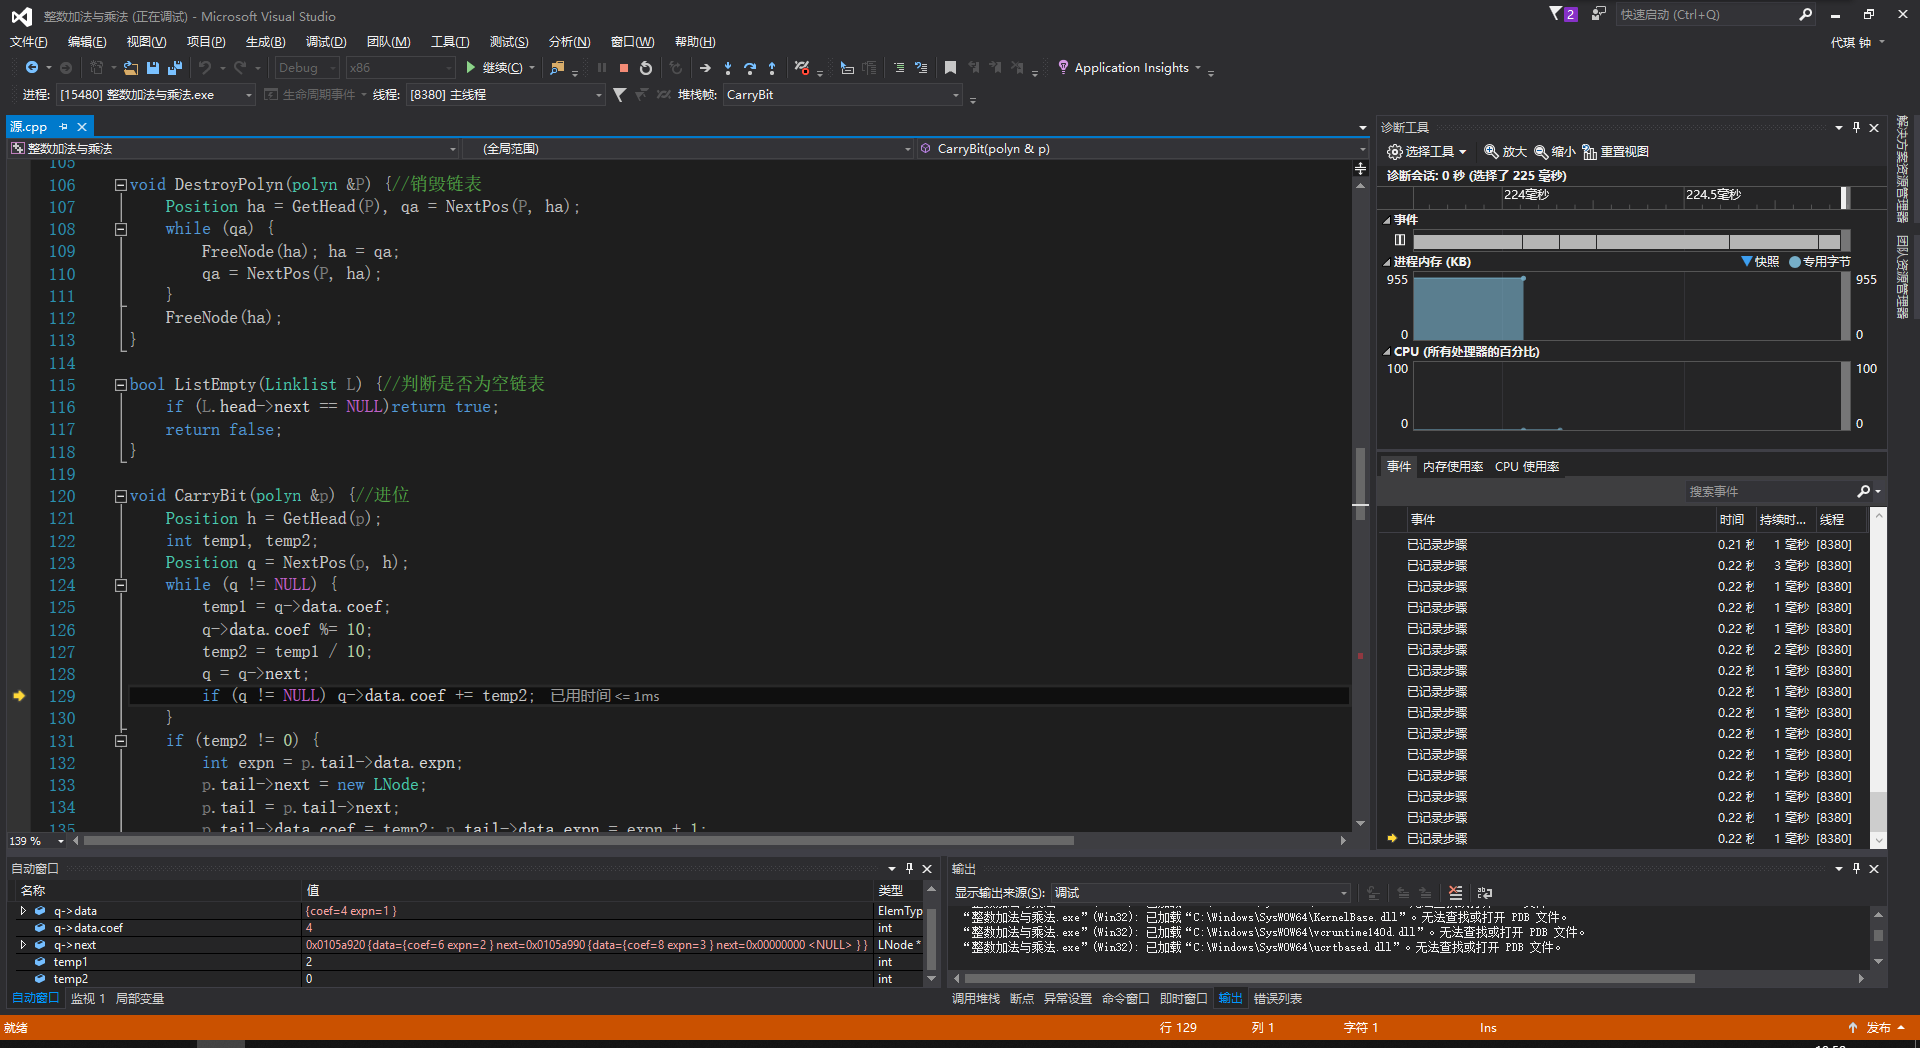 整数加法与乘法 (正在调试) - Microsoft Visual Studio
2
快速启动 (Ctrl+Q)
文件(F) 编辑(E) 视图(V) 项目(P) 生成(B) 调试(D) 团队(M) 工具(T) 测试(S) 分析(N) 窗口(W) 帮助(H)
代琪 钟
Debug x86 继续(C) Application Insights
进程: [15480] 整数加法与乘法.exe 生命周期事件 线程: [8380] 主线程 堆栈帧: CarryBit
源.cpp
整数加法与乘法 (全局范围) CarryBit(polyn & p)
105
106 void DestroyPolyn(polyn &P) {//销毁链表
107 Position ha = GetHead(P), qa = NextPos(P, ha);
108 while (qa) {
109 FreeNode(ha); ha = qa;
110 qa = NextPos(P, ha);
111 }
112 FreeNode(ha);
113 }
114
115 bool ListEmpty(Linklist L) {//判断是否为空链表
116 if (L.head->next == NULL)return true;
117 return false;
118 }
119
120 void CarryBit(polyn &p) {//进位
121 Position h = GetHead(p);
122 int temp1, temp2;
123 Position q = NextPos(p, h);
124 while (q != NULL) {
125 temp1 = q->data.coef;
126 q->data.coef %= 10;
127 temp2 = temp1 / 10;
128 q = q->next;
129 if (q != NULL) q->data.coef += temp2; 已用时间 <= 1ms
130 }
131 if (temp2 != 0) {
132 int expn = p.tail->data.expn;
133 p.tail->next = new LNode;
134 p.tail = p.tail->next;
135 p.tail->data.coef = temp2; p.tail->data.expn = expn + 1;
139 %
诊断工具
选择工具 放大 缩小 重置视图
诊断会话: 0 秒 (选择了 225 毫秒)
224毫秒 224.5毫秒
事件
进程内存 (KB) 快照 专用字节
955 955
0 0
CPU (所有处理器的百分比)
100 100
0 0
事件 内存使用率 CPU 使用率
搜索事件
事件 时间 持续时... 线程
已记录步骤 0.21 秒 1 毫秒 [8380]
已记录步骤 0.22 秒 3 毫秒 [8380]
已记录步骤 0.22 秒 1 毫秒 [8380]
已记录步骤 0.22 秒 1 毫秒 [8380]
已记录步骤 0.22 秒 1 毫秒 [8380]
已记录步骤 0.22 秒 2 毫秒 [8380]
已记录步骤 0.22 秒 1 毫秒 [8380]
已记录步骤 0.22 秒 1 毫秒 [8380]
已记录步骤 0.22 秒 1 毫秒 [8380]
已记录步骤 0.22 秒 1 毫秒 [8380]
已记录步骤 0.22 秒 1 毫秒 [8380]
已记录步骤 0.22 秒 1 毫秒 [8380]
已记录步骤 0.22 秒 1 毫秒 [8380]
已记录步骤 0.22 秒 1 毫秒 [8380]
已记录步骤 0.22 秒 1 毫秒 [8380]
解决方案资源管理器
团队资源管理器
自动窗口
名称 值 类型
q->data {coef=4 expn=1 } ElemTyp
q->data.coef 4 int
q->next 0x0105a920 {data={coef=6 expn=2 } next=0x0105a990 {data={coef=8 expn=3 } next=0x00000000 <NULL> } } LNode *
temp1 2 int
temp2 0 int
自动窗口 监视 1 局部变量
输出
显示输出来源(S): 调试
“整数加法与乘法.exe”(Win32): 已加载“C:\Windows\SysWOW64\KernelBase.dll”。无法查找或打开 PDB 文件。
“整数加法与乘法.exe”(Win32): 已加载“C:\Windows\SysWOW64\vcruntime140d.dll”。无法查找或打开 PDB 文件。
“整数加法与乘法.exe”(Win32): 已加载“C:\Windows\SysWOW64\ucrtbased.dll”。无法查找或打开 PDB 文件。
调用堆栈 断点 异常设置 命令窗口 即时窗口 输出 错误列表
就绪 行 129 列 1 字符 1 Ins 发布